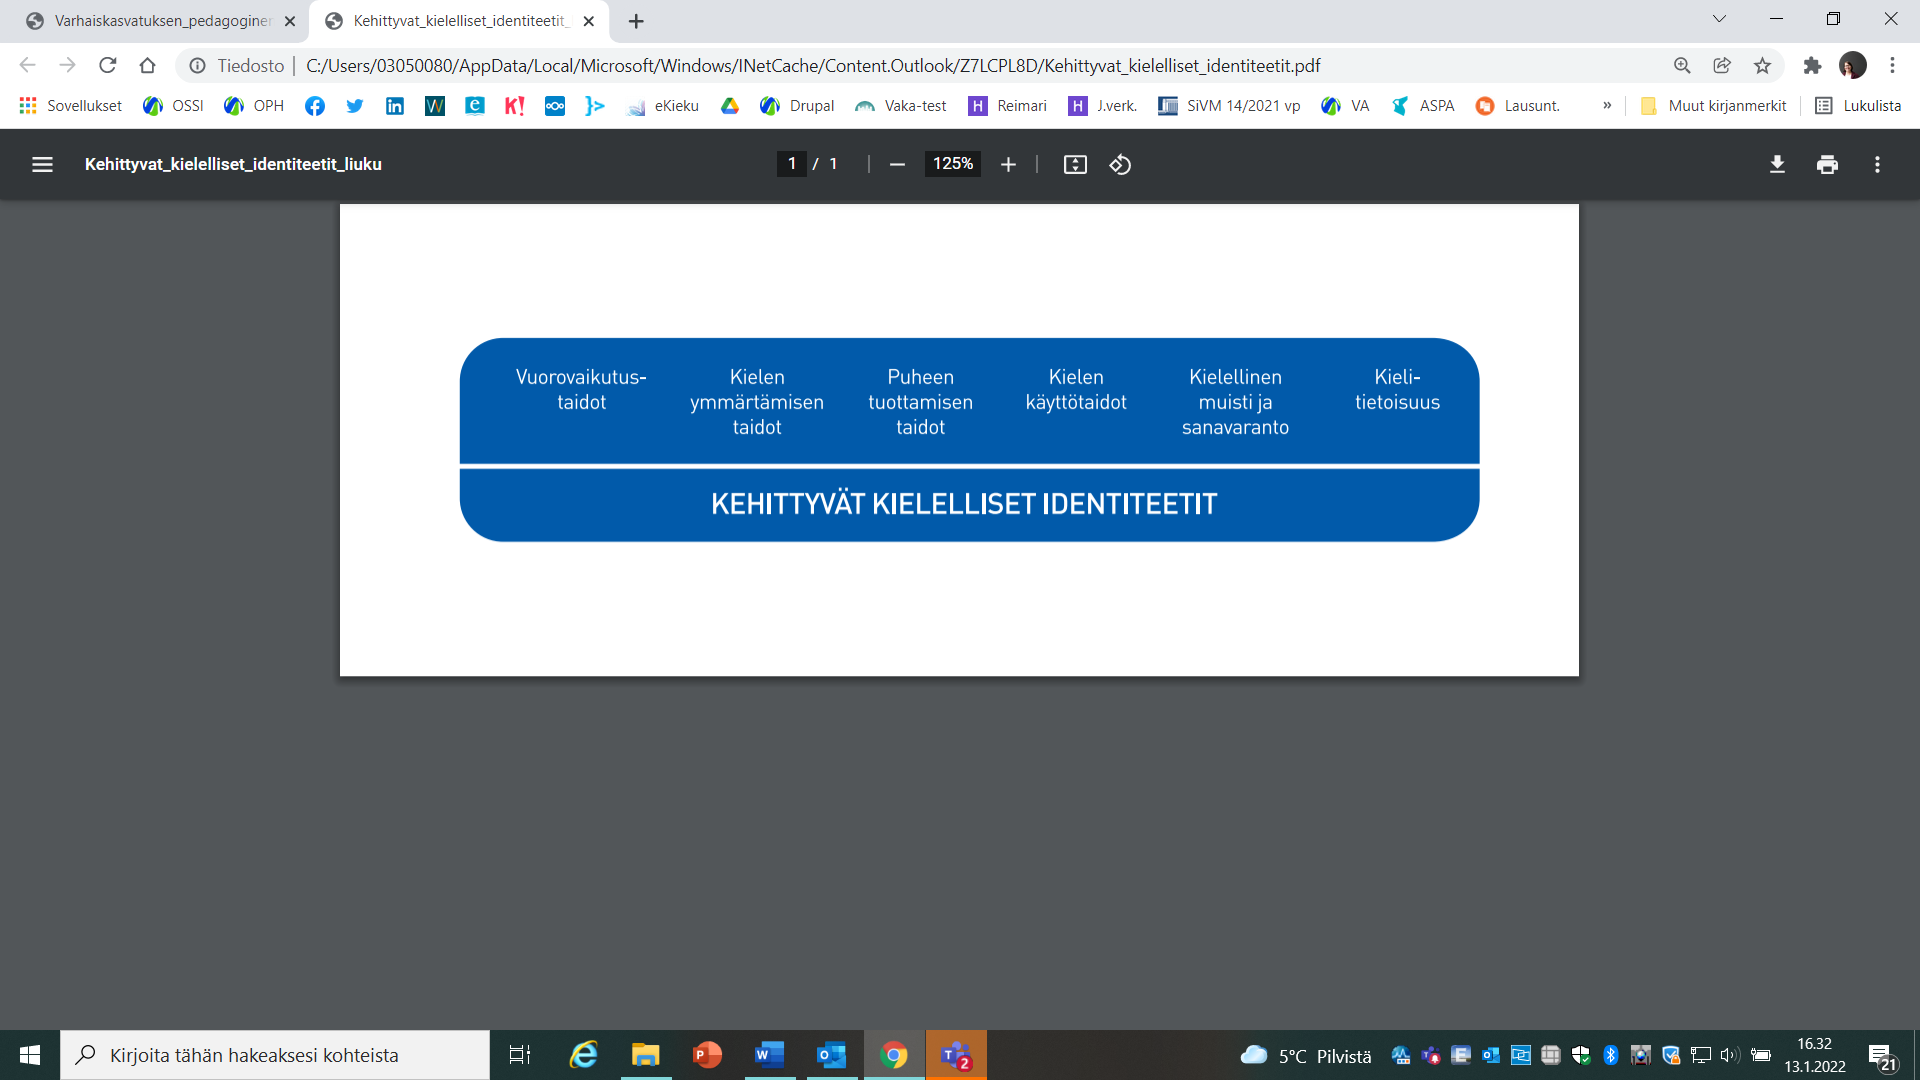 Varhaiskasvatuksen_pedagoginen
Kehittyvat_kielelliset_identiteetit_
Tiedosto | C:/Users/03050080/AppData/Local/Microsoft/Windows/INetCache/Content.Outlook/Z7LCPL8D/Kehittyvat_kielelliset_identiteetit.pdf
Sovellukset OSSI OPH eKieku Drupal Vaka-test Reimari J.verk. SiVM 14/2021 vp VA ASPA Lausunt. » Muut kirjanmerkit Lukulista
Kehittyvat_kielelliset_identiteetit_liuku 1 / 1 125%
Vuorovaikutus-
taidot
Kielen
ymmärtämisen
taidot
Puheen
tuottamisen
taidot
Kielen
käyttötaidot
Kielellinen
muisti ja
sanavaranto
Kieli-
tietoisuus
KEHITTYVÄT KIELELLISET IDENTITEETIT
Kirjoita tähän hakeaksesi kohteista
5°C Pilvistä
16.32
13.1.2022
21